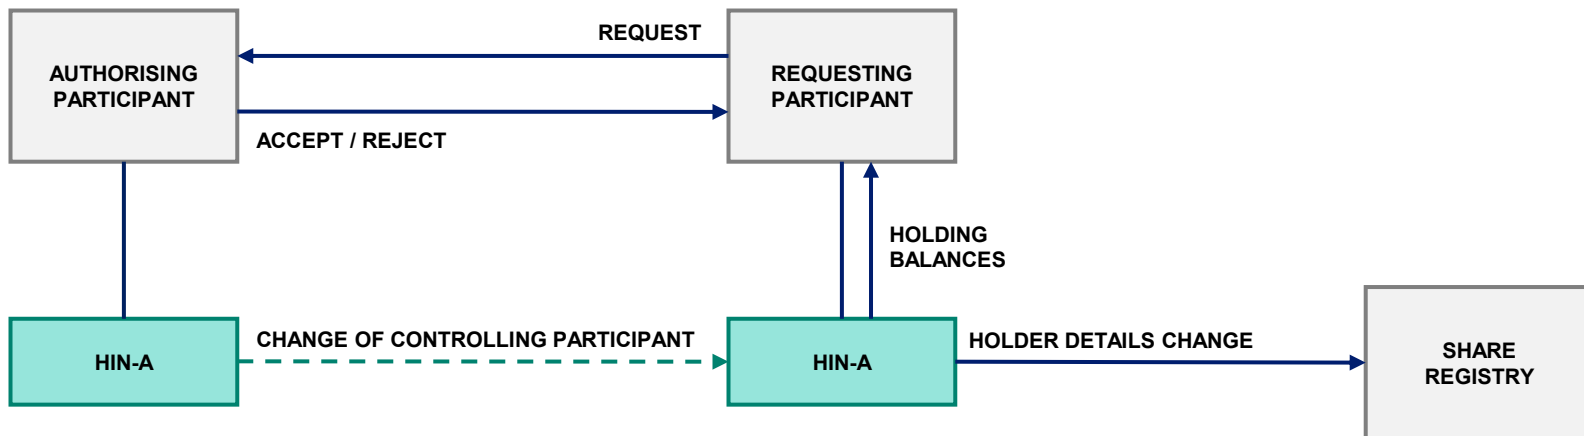 REQUEST
AUTHORISING
PARTICIPANT
REQUESTING
PARTICIPANT
ACCEPT / REJECT
HOLDING
BALANCES
CHANGE OF CONTROLLING PARTICIPANT
HOLDER DETAILS CHANGE
HIN-A
HIN-A
SHARE
REGISTRY